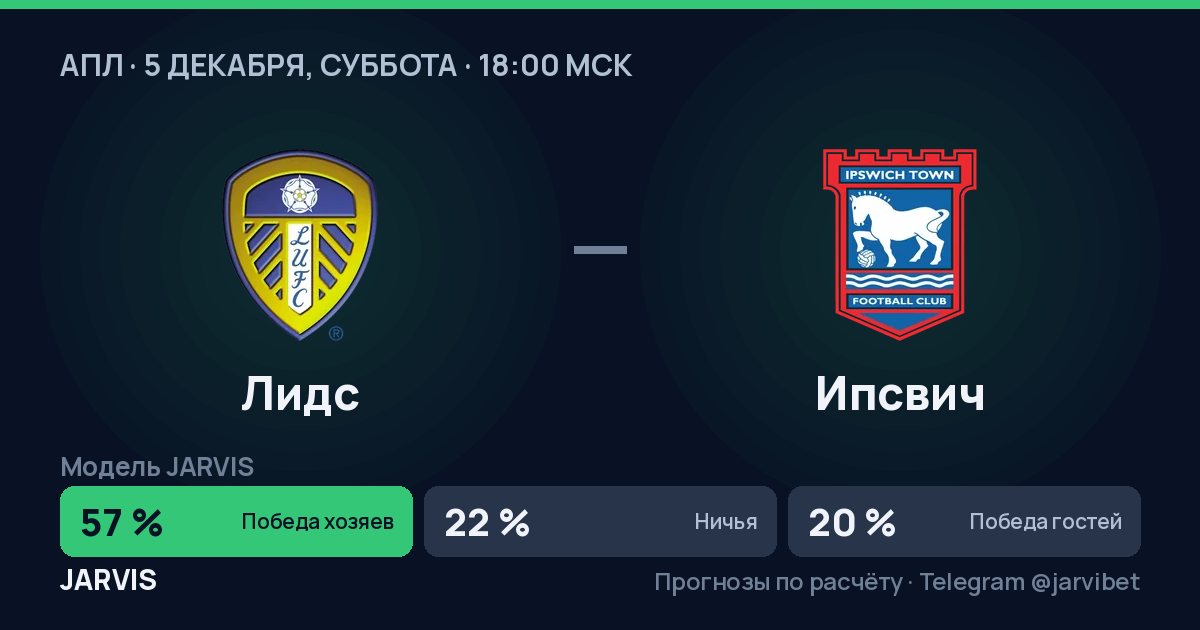 АПЛ · 5 ДЕКАБРЯ, СУББОТА · 18:00 МСК
LUFC
®
IPSWICH TOWN
FOOTBALL CLUB
—
Лидс
Ипсвич
Модель JARVIS
57 % Победа хозяев
22 % Ничья
20 % Победа гостей
JARVIS
Прогнозы по расчёту · Telegram @jarvibet